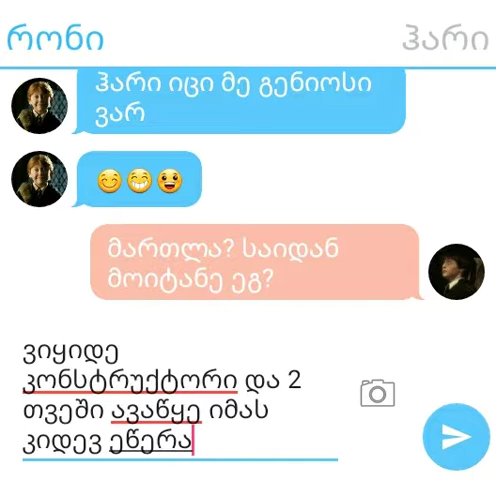 რონი
ჰარი
ჰარი იცი მე გენიოსი
ვარ
მართლა? საიდან
მოიტანე ეგ?
ვიყიდე
კონსტრუქტორი და 2
თვეში ავაწყე იმას
კიდევ ეწერა